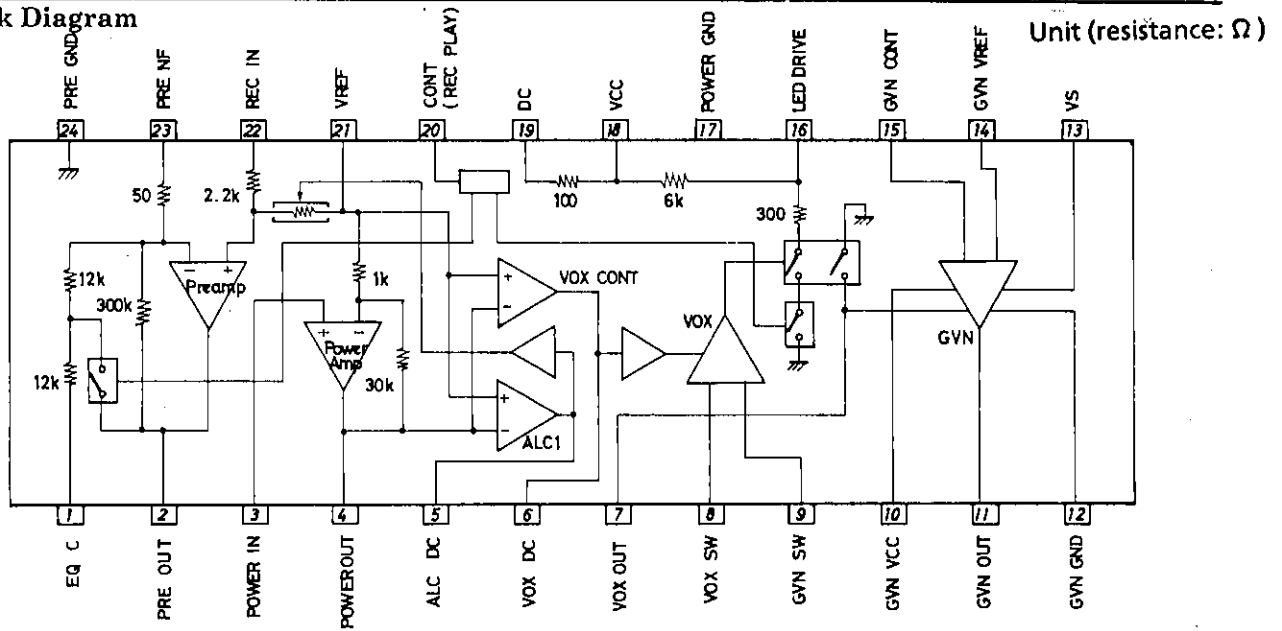 k Diagram
Unit (resistance: Ω )
PRE GND
PRE NF
REC IN
VREF
CONT
( REC PLAY)
DC
VCC
POWER GND
LED DRIVE
GVN CONT
GVN VREF
VS
24
23
22
21
20
19
18
17
16
15
14
13
50
2.2k
100
6k
300
12k
300k
- +
Preamp
1k
+
-
VOX CONT
+ -
Power
Amp
VOX
GVN
12k
30k
+
-
ALC1
1
2
3
4
5
6
7
8
9
10
11
12
EQ C
PRE OUT
POWER IN
POWER OUT
ALC DC
VOX DC
VOX OUT
VOX SW
GVN SW
GVN VCC
GVN OUT
GVN GND